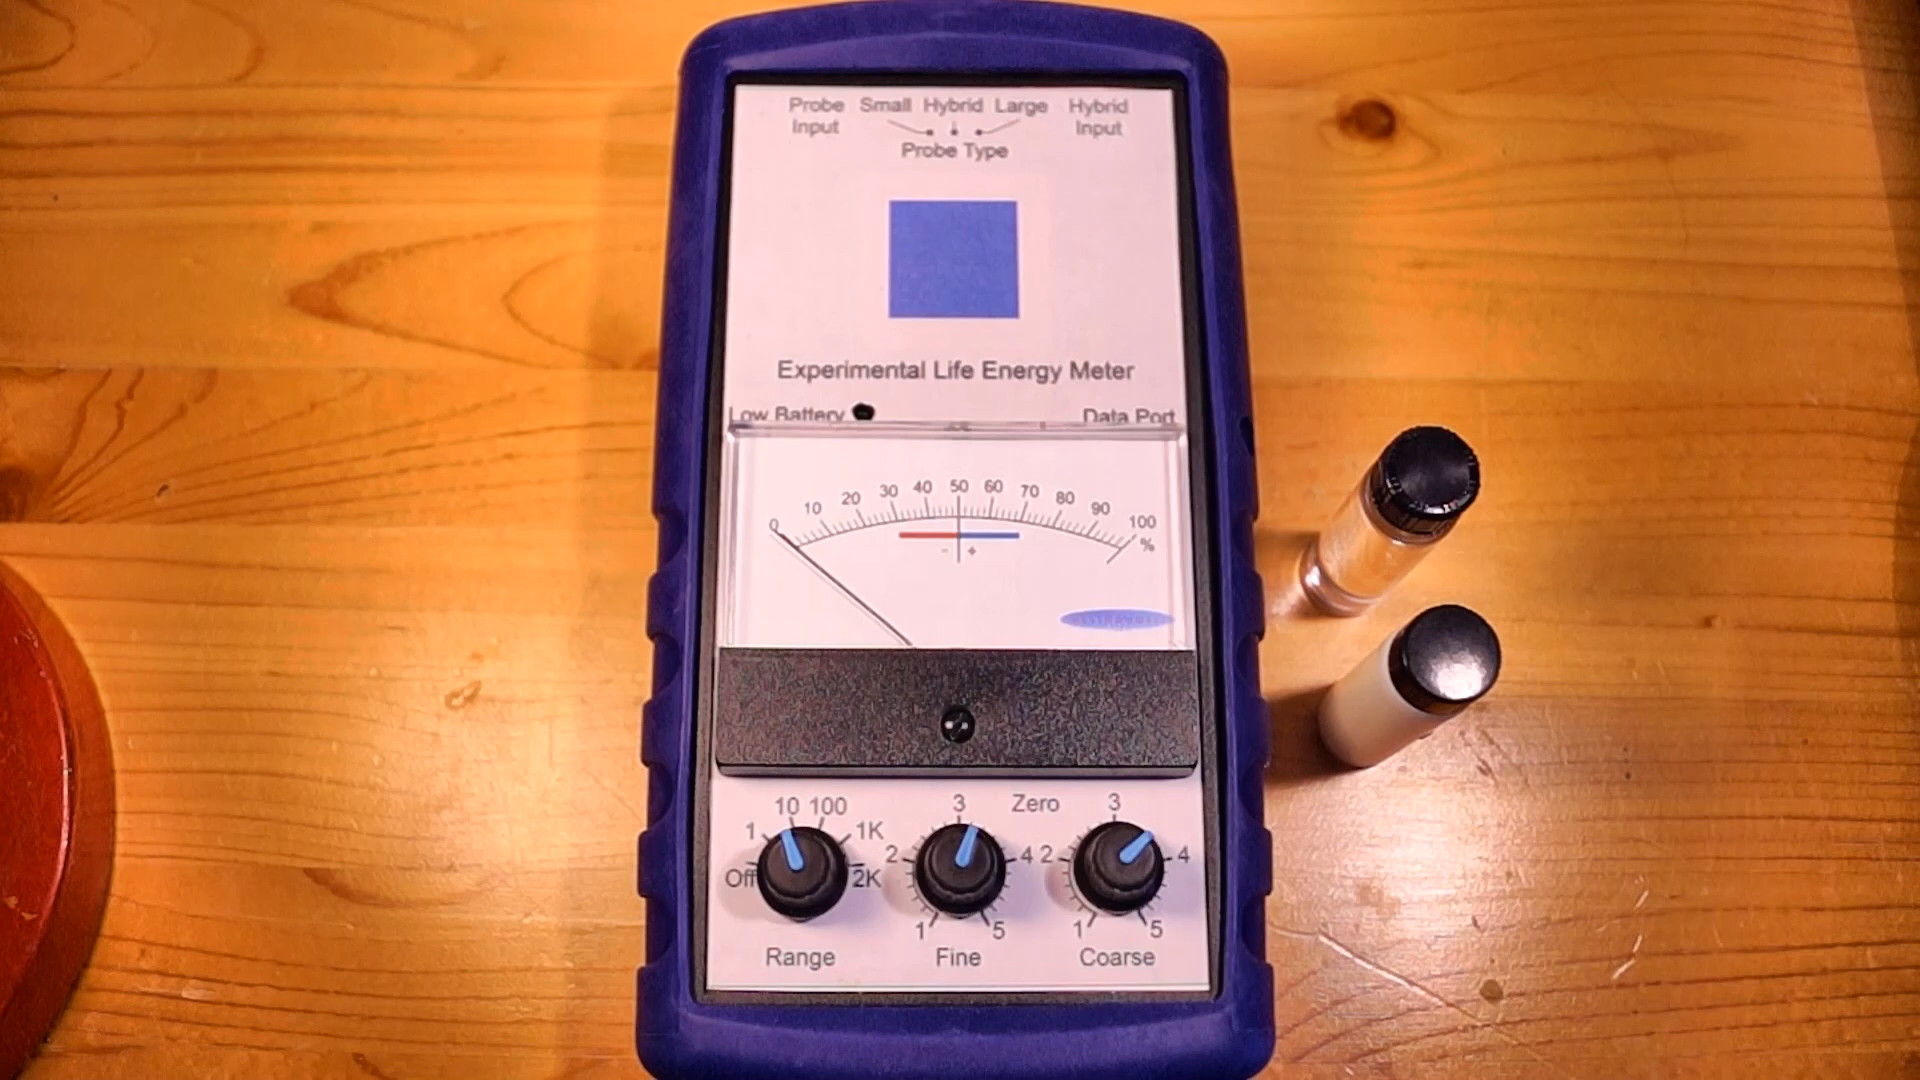 Probe Small Hybrid Large Hybrid
Input Input
Probe Type
Experimental Life Energy Meter
Low Battery Data Port
0 10 20 30 40 50 60 70 80 90 100
%
- +
10 100 3 Zero 3
1 1K
2 4 2 4
Off 2K
1 5 1 5
Range Fine Coarse